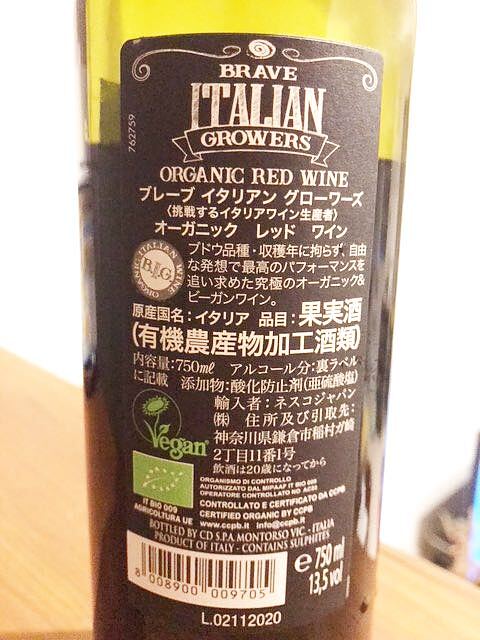 BRAVE
ITALIAN
GROWERS
762759
ORGANIC RED WINE
ブレーブ イタリアン グローワーズ
〈挑戦するイタリアワイン生産者〉
オーガニック レッド ワイン
ORGANIC ITALIAN WINE
B.I.G.
ブドウ品種・収穫年に拘らず、自由
な発想で最高のパフォーマンスを
追い求めた究極のオーガニック&
ビーガンワイン。
原産国名：イタリア 品目：果実酒
(有機農産物加工酒類)
内容量：750㎖ アルコール分：裏ラベル
に記載 添加物：酸化防止剤(亜硫酸塩)
輸入者：ネスコジャパン
㈱ 住所及び引取先：
神奈川県鎌倉市稲村ガ崎
2丁目11番1号
飲酒は20歳になってから
Vegan
IT BIO 009
AGRICOLTURA UE
ORGANISMO DI CONTROLLO
AUTORIZZATO DAL MIPAAF IT BIO 009
OPERATORE CONTROLLATO NO
CONTROLLATO E CERTIFICATO DA CCPB
CERTIFIED ORGANIC BY CCPB
www.ccpb.it info@ccpb.it
BOTTLED BY CD S.P.A. MONTORSO VIC. - ITALIA
PRODUCT OF ITALY - CONTAINS SULPHITES
8 008900 009705
e 750 ml
13,5 vol
L.02112020